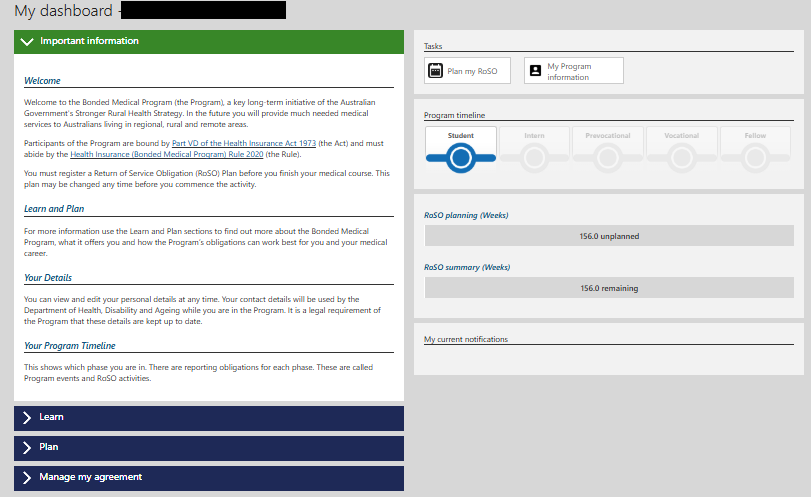 My dashboard -
Important information
Welcome
Welcome to the Bonded Medical Program (the Program), a key long-term initiative of the Australian
Government's Stronger Rural Health Strategy. In the future you will provide much needed medical
services to Australians living in regional, rural and remote areas.
Participants of the Program are bound by Part VD of the Health Insurance Act 1973 (the Act) and must
abide by the Health Insurance (Bonded Medical Program) Rule 2020 (the Rule).
You must register a Return of Service Obligation (RoSO) Plan before you finish your medical course. This
plan may be changed any time before you commence the activity.
Learn and Plan
For more information use the Learn and Plan sections to find out more about the Bonded Medical
Program, what it offers you and how the Program's obligations can work best for you and your medical
career.
Your Details
You can view and edit your personal details at any time. Your contact details will be used by the
Department of Health, Disability and Ageing while you are in the Program. It is a legal requirement of
the Program that these details are kept up to date.
Your Program Timeline
This shows which phase you are in. There are reporting obligations for each phase. These are called
Program events and RoSO activities.
Learn
Plan
Manage my agreement
Tasks
Plan my RoSO
My Program
information
Program timeline
Student Intern Prevocational Vocational Fellow
RoSO planning (Weeks)
156.0 unplanned
RoSO summary (Weeks)
156.0 remaining
My current notifications